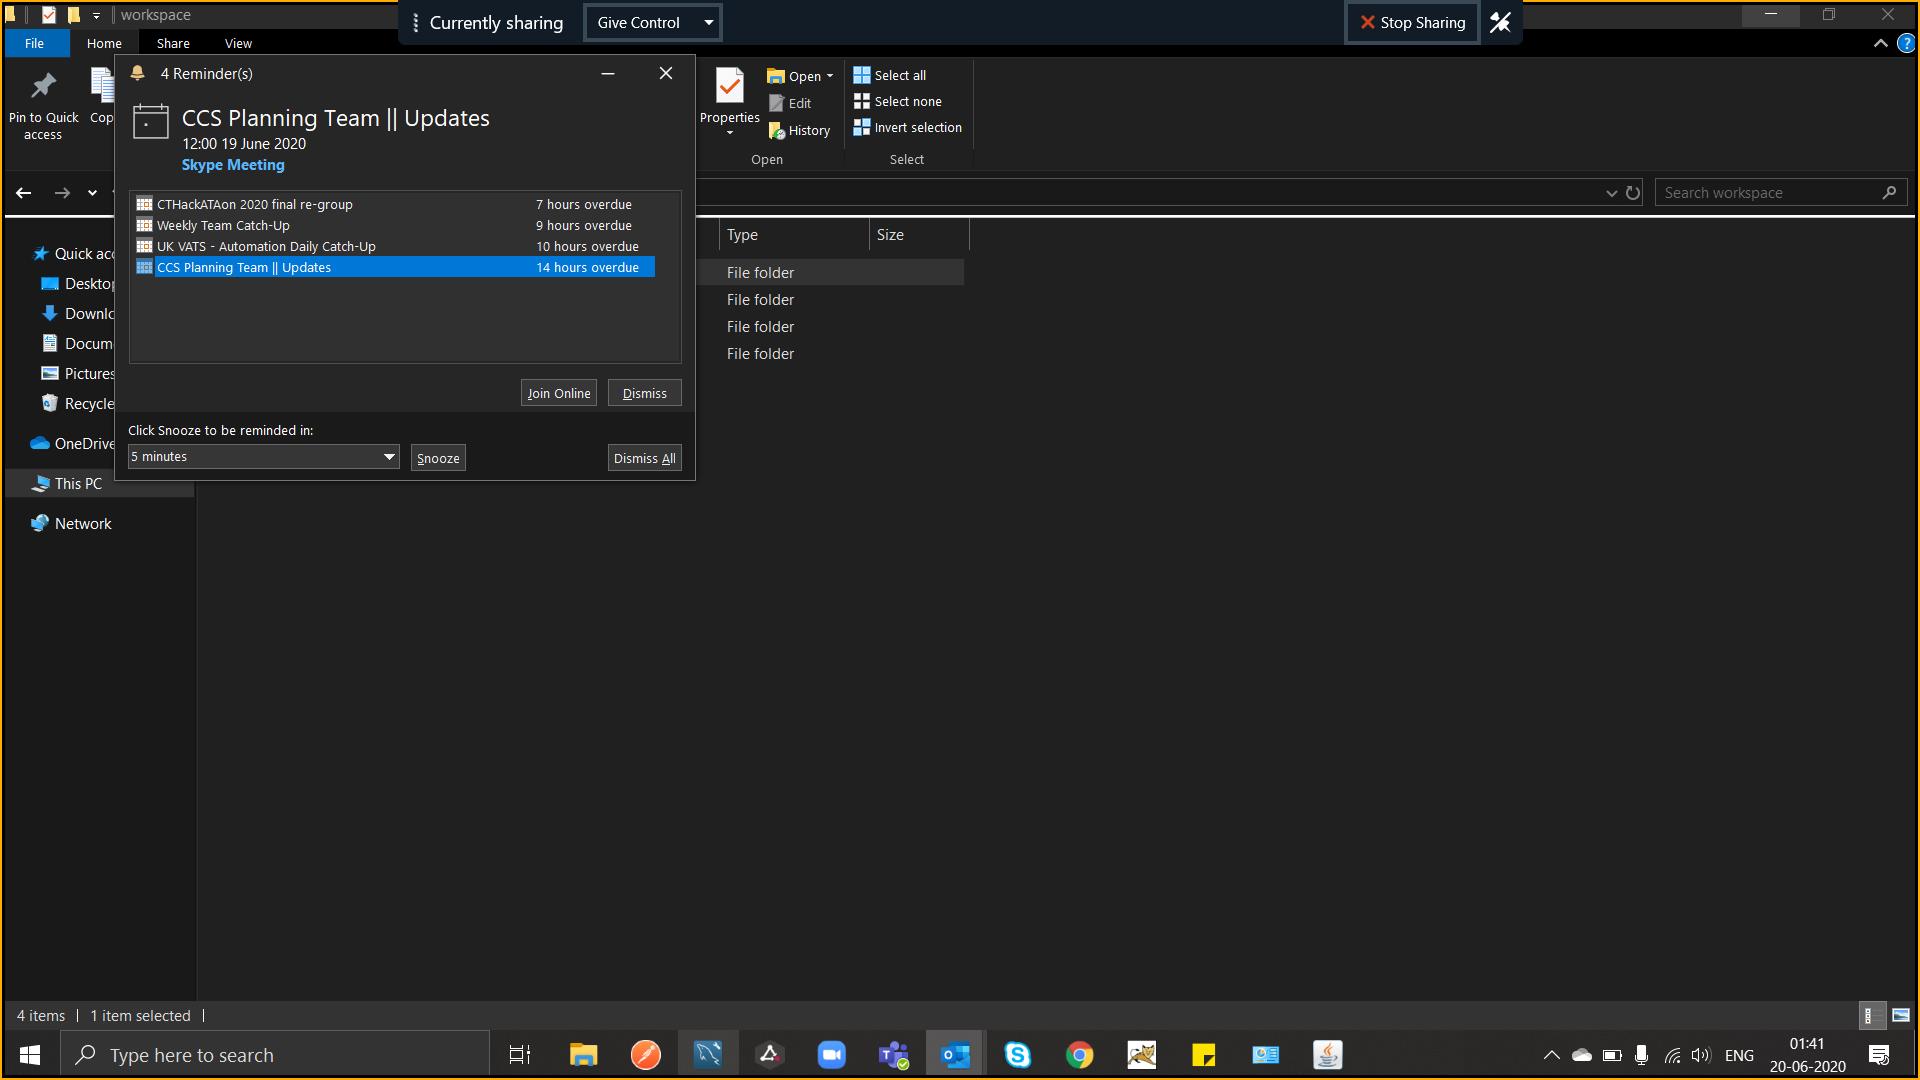 workspace
Currently sharing
Give Control
Stop Sharing
File
Home
Share
View
?
4 Reminder(s)
CCS Planning Team || Updates
12:00 19 June 2020
Skype Meeting
Pin to Quick
access
Cop
Properties
Open
Edit
History
Open
Select all
Select none
Invert selection
Select
Search workspace
CTHackATAon 2020 final re-group 7 hours overdue
Weekly Team Catch-Up 9 hours overdue
UK VATS - Automation Daily Catch-Up 10 hours overdue
CCS Planning Team || Updates 14 hours overdue
Join Online
Dismiss
Click Snooze to be reminded in:
5 minutes
Snooze
Dismiss All
Type
Size
File folder
File folder
File folder
File folder
Quick ac
Deskto
Downlo
Docum
Pictures
Recycle
OneDrive
This PC
Network
4 items
1 item selected
Type here to search
ENG
01:41
20-06-2020